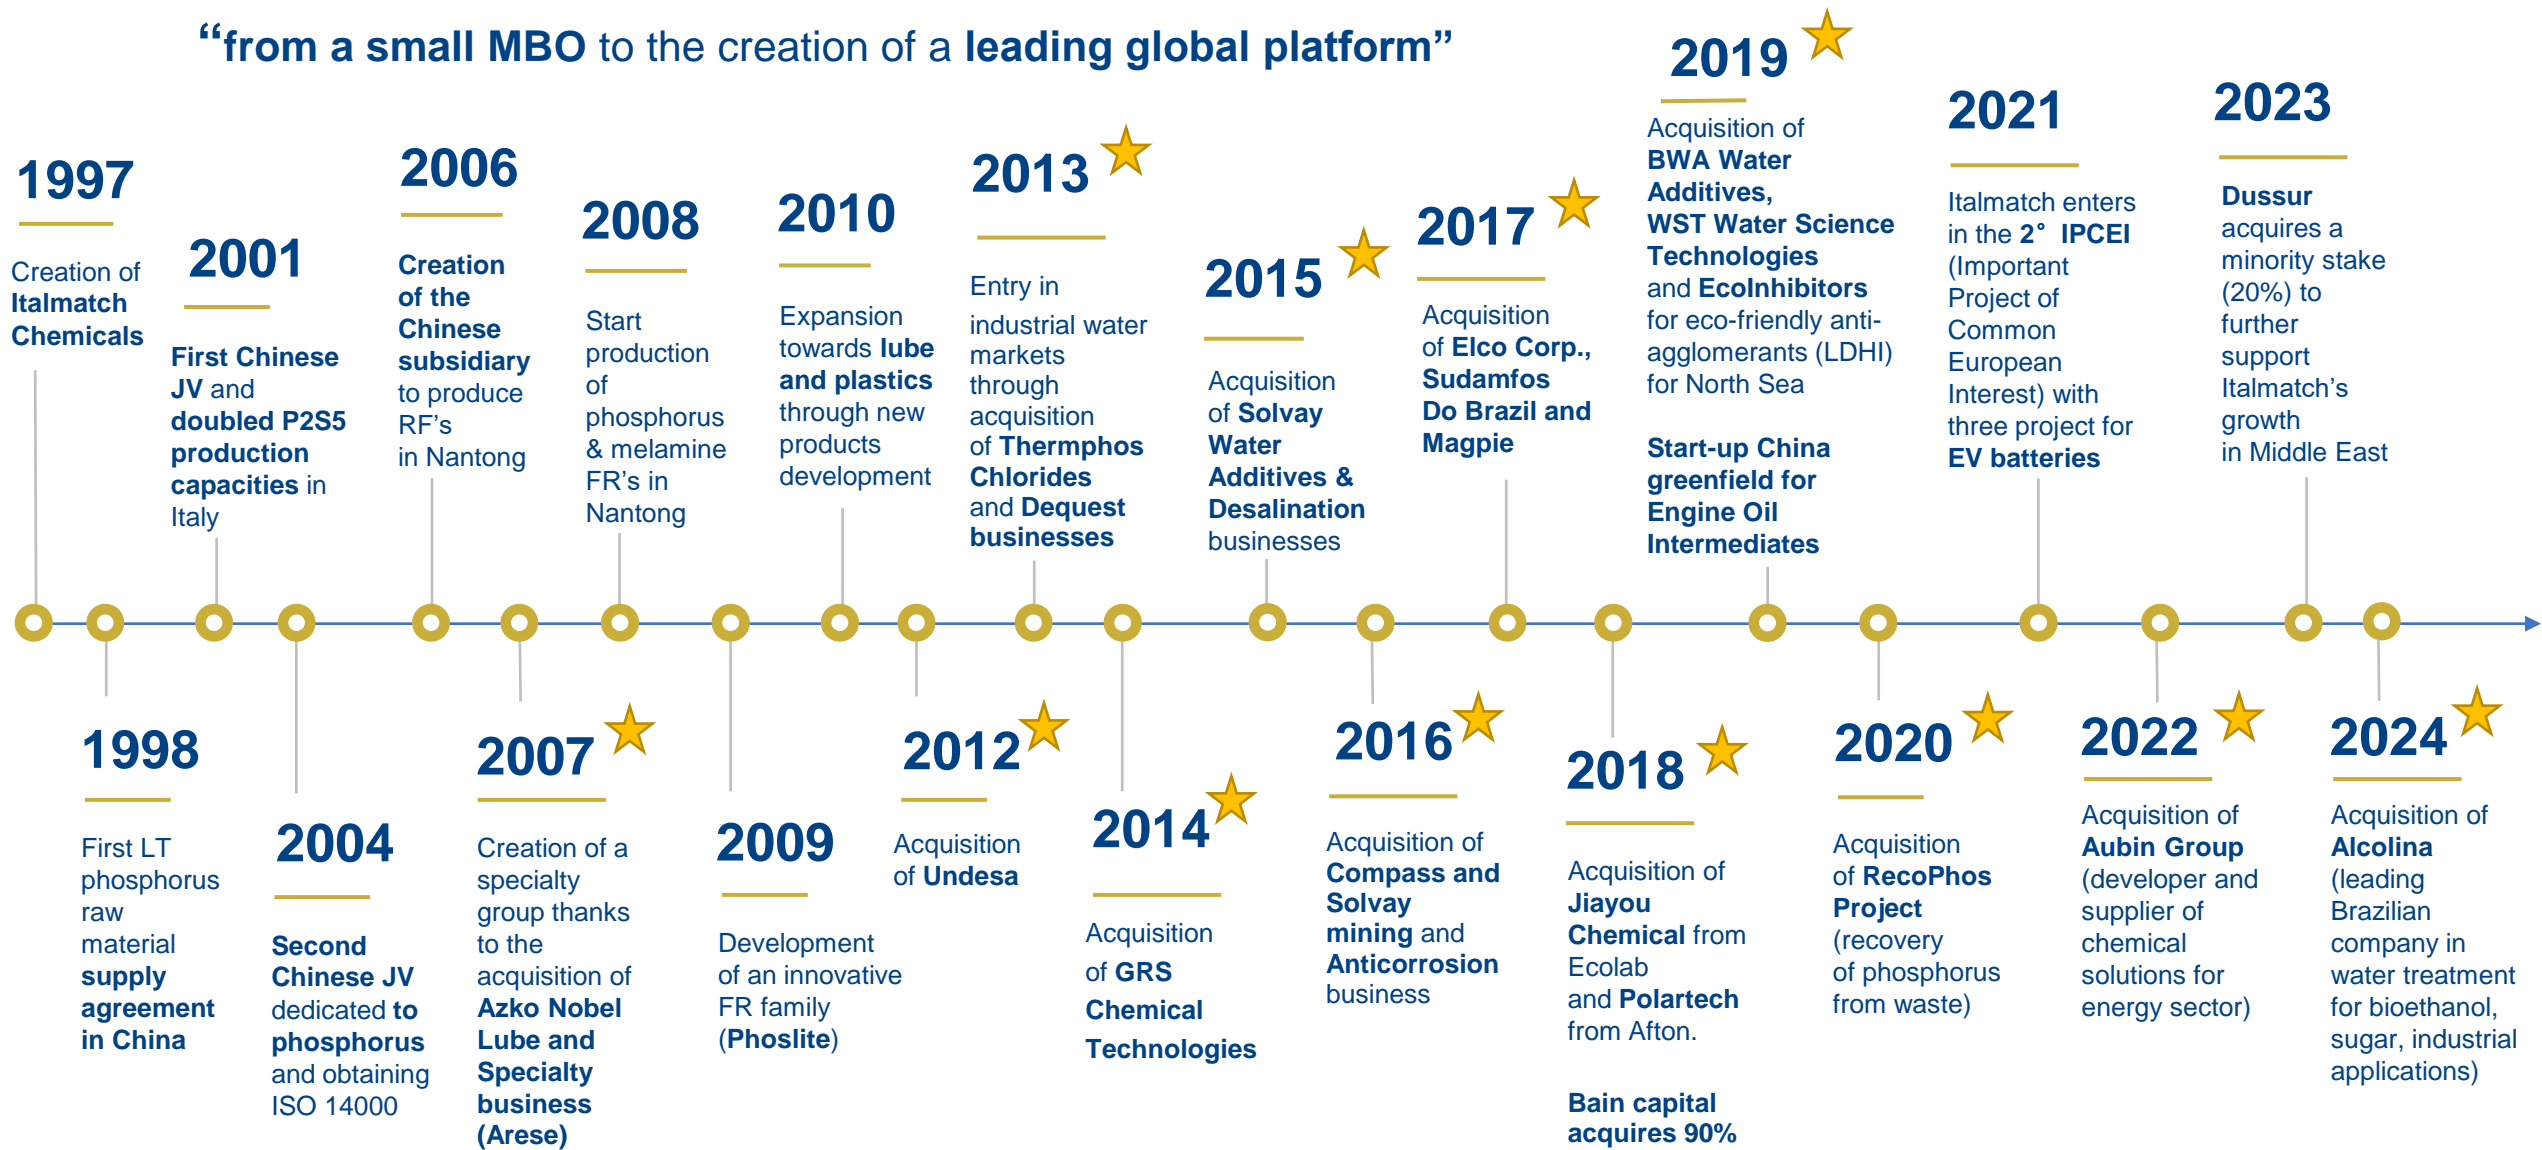 “from a small MBO to the creation of a leading global platform”
1997
Creation of
Italmatch
Chemicals
1998
First LT
phosphorus
raw
material
supply
agreement
in China
2001
First Chinese
JV and
doubled P2S5
production
capacities in
Italy
2004
Second
Chinese JV
dedicated to
phosphorus
and obtaining
ISO 14000
2006
Creation
of the
Chinese
subsidiary
to produce
RF’s
in Nantong
2007
Creation of a
specialty
group thanks
to the
acquisition of
Azko Nobel
Lube and
Specialty
business
(Arese)
2008
Start
production
of
phosphorus
& melamine
FR’s in
Nantong
2009
Development
of an innovative
FR family
(Phoslite)
2010
Expansion
towards lube
and plastics
through new
products
development
2012
Acquisition
of Undesa
2013
Entry in
industrial water
markets
through
acquisition
of Thermphos
Chlorides
and Dequest
businesses
2014
Acquisition
of GRS
Chemical
Technologies
2015
Acquisition
of Solvay
Water
Additives &
Desalination
businesses
2016
Acquisition of
Compass and
Solvay
mining and
Anticorrosion
business
2017
Acquisition
of Elco Corp.,
Sudamfos
Do Brazil and
Magpie
2018
Acquisition of
Jiayou
Chemical from
Ecolab
and Polartech
from Afton.
Bain capital
acquires 90%
2019
Acquisition of
BWA Water
Additives,
WST Water Science
Technologies
and EcoInhibitors
for eco-friendly anti-
agglomerants (LDHI)
for North Sea
Start-up China
greenfield for
Engine Oil
Intermediates
2020
Acquisition
of RecoPhos
Project
(recovery
of phosphorus
from waste)
2021
Italmatch enters
in the 2° IPCEI
(Important
Project of
Common
European
Interest) with
three project for
EV batteries
2022
Acquisition of
Aubin Group
(developer and
supplier of
chemical
solutions for
energy sector)
2023
Dussur
acquires a
minority stake
(20%) to
further
support
Italmatch’s
growth
in Middle East
2024
Acquisition of
Alcolina
(leading
Brazilian
company in
water treatment
for bioethanol,
sugar, industrial
applications)